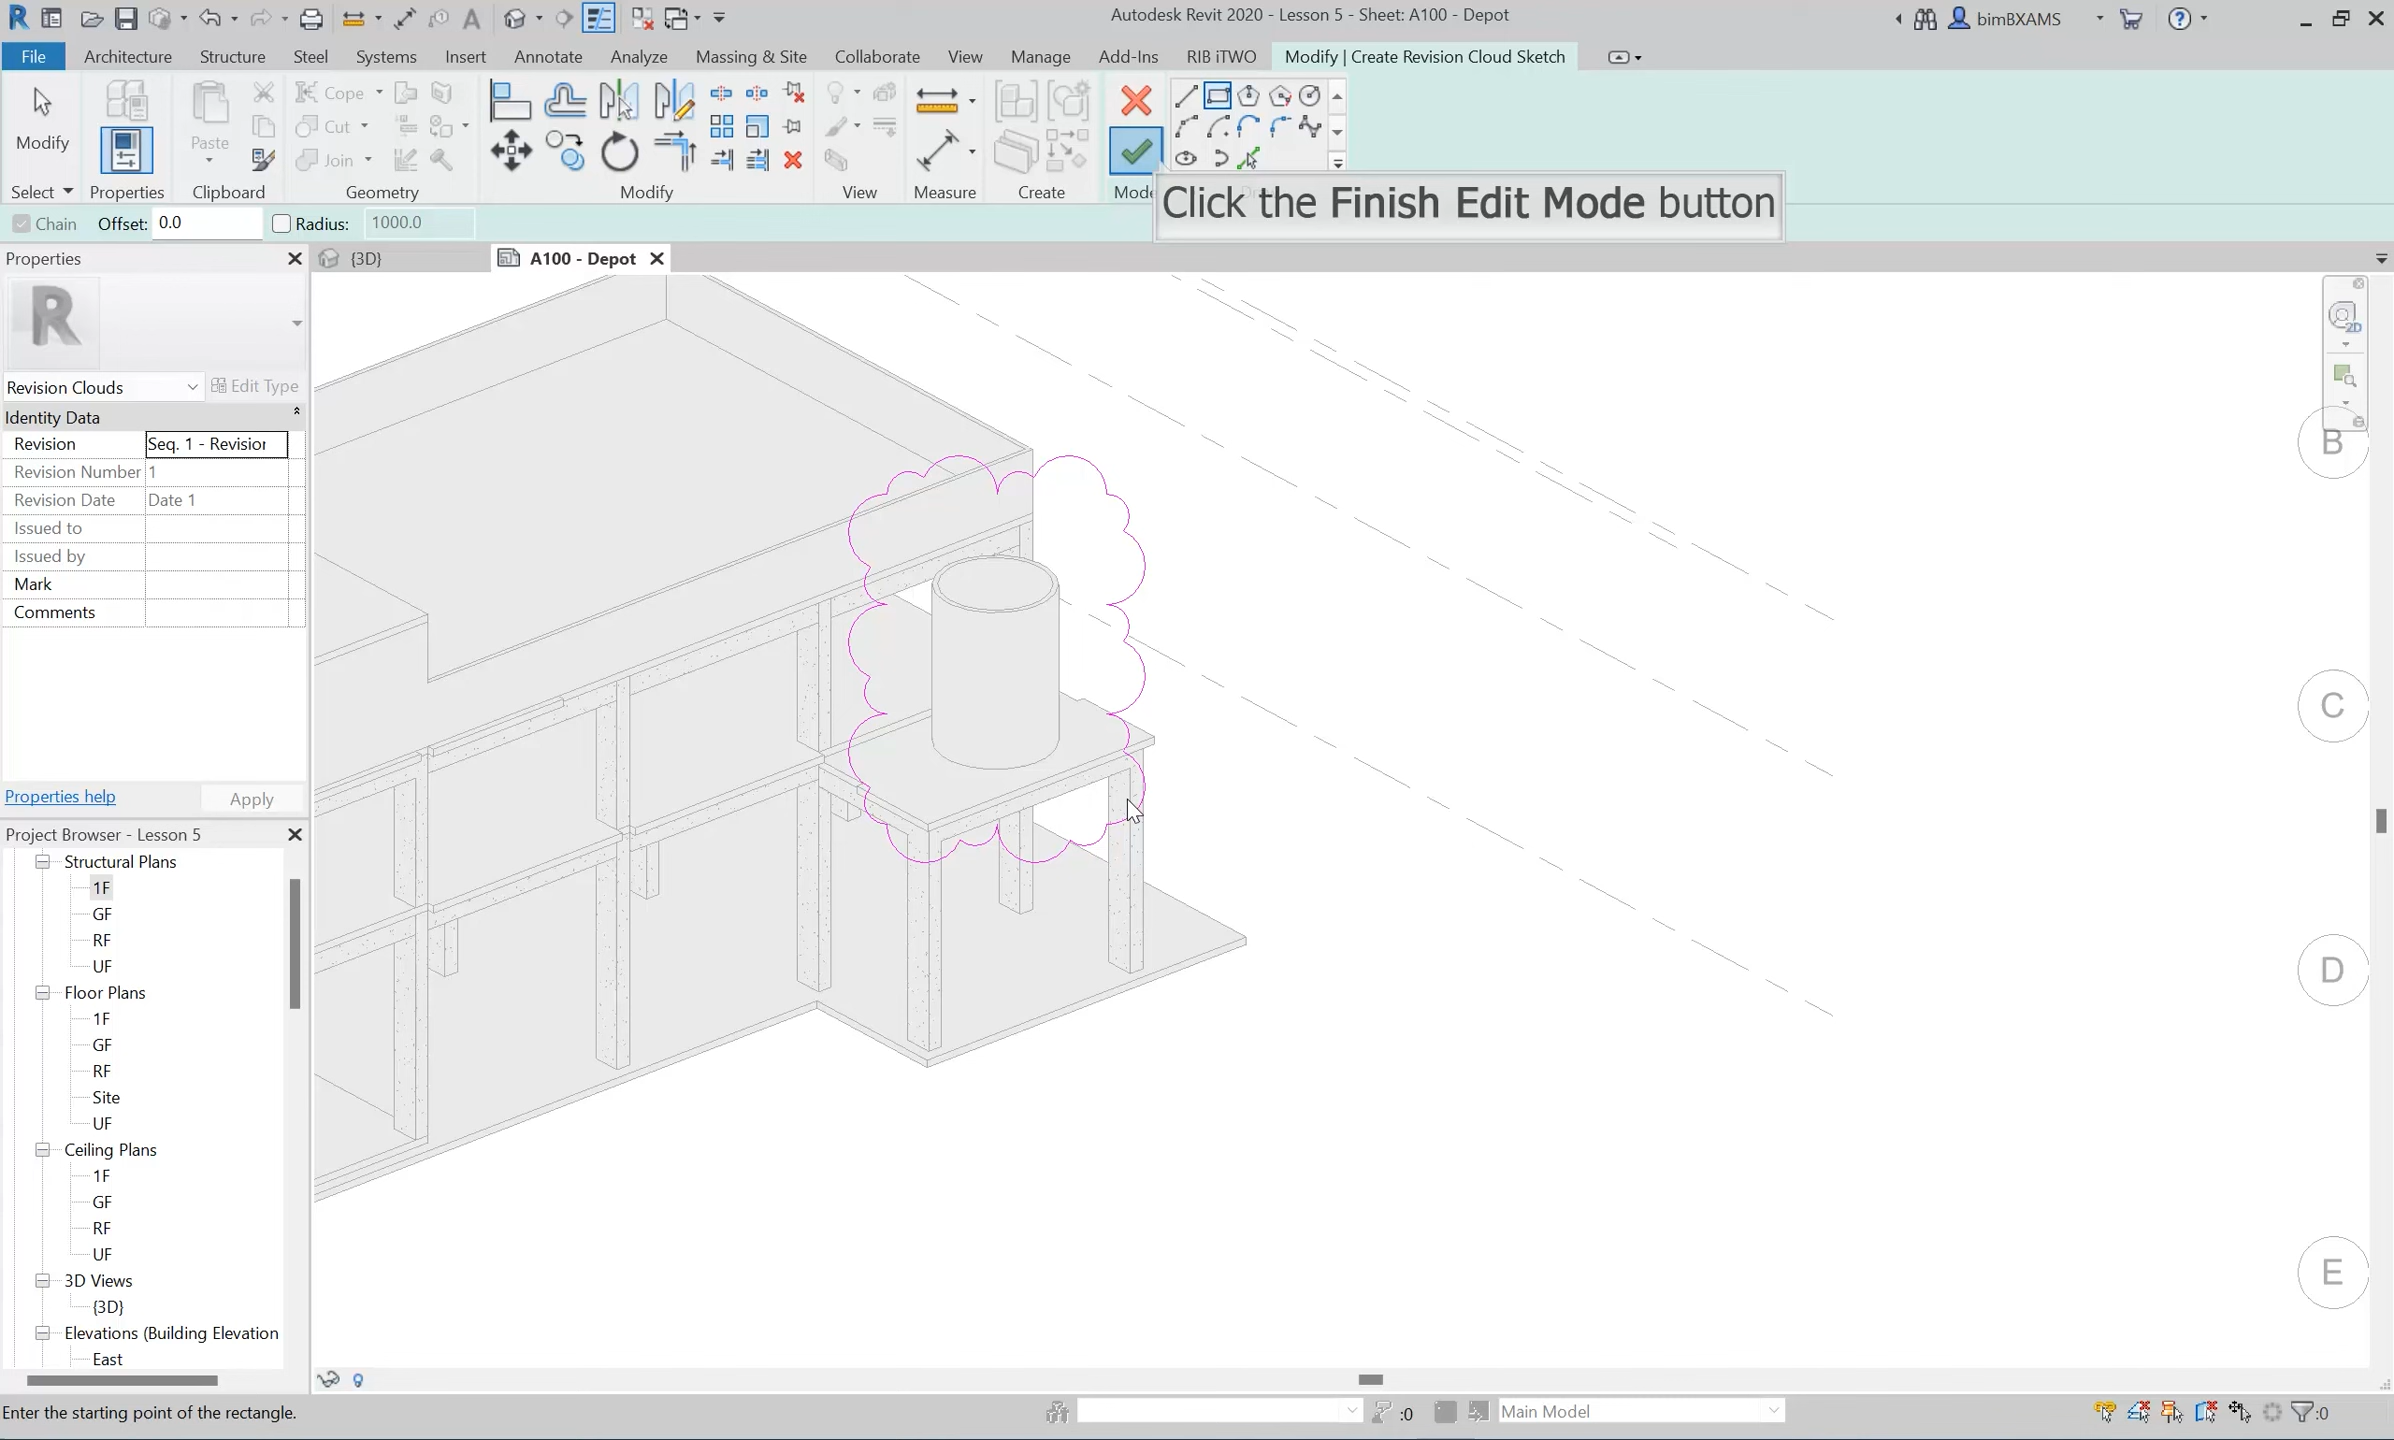 Autodesk Revit 2020 - Lesson 5 - Sheet: A100 - Depot
bimBXAMS
File Architecture Structure Steel Systems Insert Annotate Analyze Massing & Site Collaborate View Manage Add-Ins RIB iTWO Modify | Create Revision Cloud Sketch
Modify
Paste
Cope
Cut
Join
Select Properties Clipboard Geometry Modify View Measure Create
Click the Finish Edit Mode button
Chain Offset: 0.0 Radius: 1000.0
Properties
{3D}
A100 - Depot
Revision Clouds
Edit Type
Identity Data
Revision Seq. 1 - Revision
Revision Number 1
Revision Date Date 1
Issued to
Issued by
Mark
Comments
Properties help
Apply
Project Browser - Lesson 5
Structural Plans
1F
GF
RF
UF
Floor Plans
1F
GF
RF
Site
UF
Ceiling Plans
1F
GF
RF
UF
3D Views
{3D}
Elevations (Building Elevation
East
2D
B
C
D
E
Enter the starting point of the rectangle.
:0
Main Model
:0